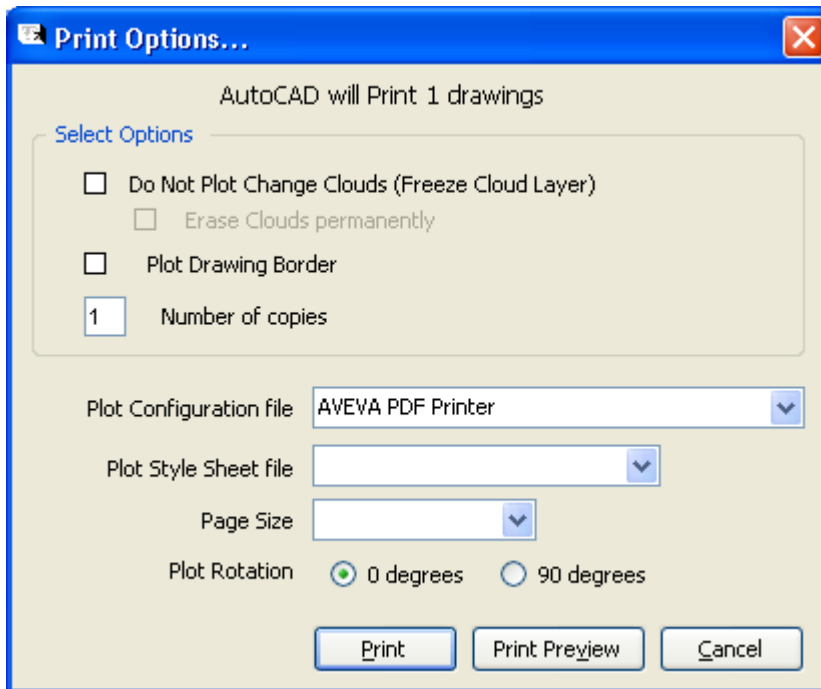 Print Options...
AutoCAD will Print 1 drawings
Select Options
Do Not Plot Change Clouds (Freeze Cloud Layer)
Erase Clouds permanently
Plot Drawing Border
1 Number of copies
Plot Configuration file AVEVA PDF Printer
Plot Style Sheet file
Page Size
Plot Rotation 0 degrees 90 degrees
Print Print Preview Cancel